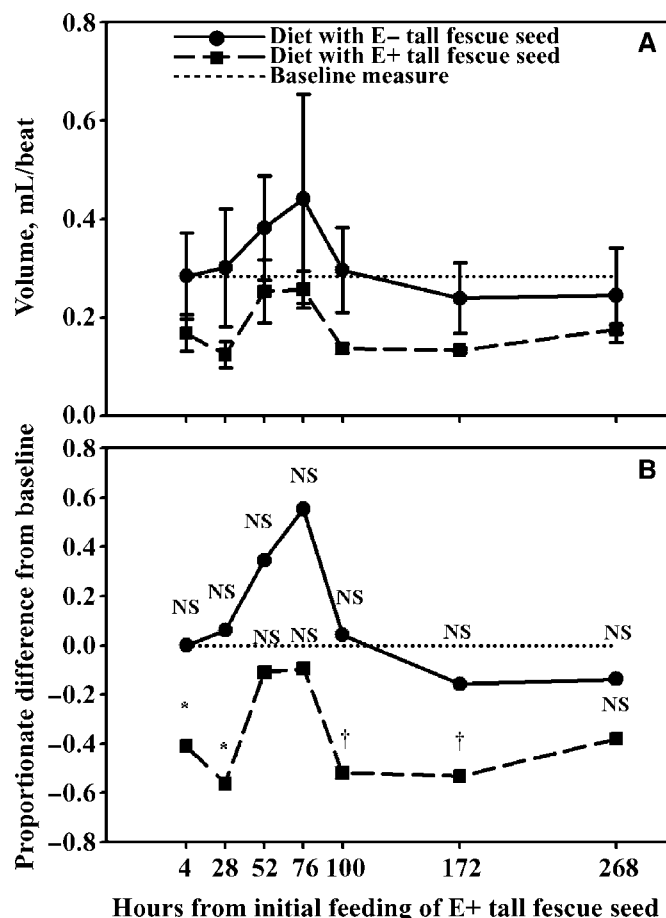 0.8
Diet with E− tall fescue seed
A
Diet with E+ tall fescue seed
Baseline measure
0.6
0.4
0.2
0.0
Volume, mL/beat
0.8
B
NS
0.6
NS
0.4
NS NS NS
0.2
NS NS NS NS
0.0
−0.2
* NS
−0.4
* † †
−0.6
−0.8
Proportionate difference from baseline
4 28 52 76 100 172 268
Hours from initial feeding of E+ tall fescue seed